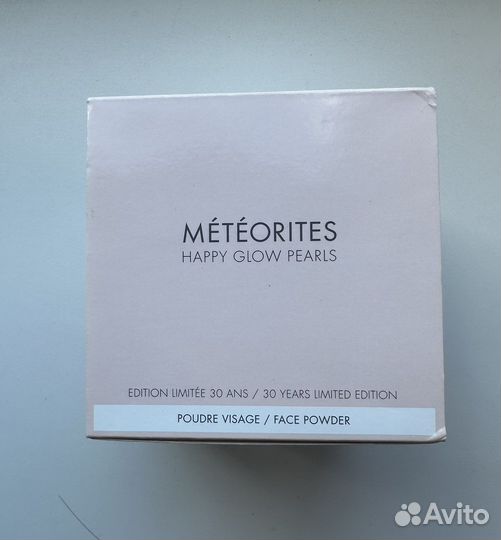 MÉTÉORITES
HAPPY GLOW PEARLS
EDITION LIMITÉE 30 ANS / 30 YEARS LIMITED EDITION
POUDRE VISAGE / FACE POWDER
Avito